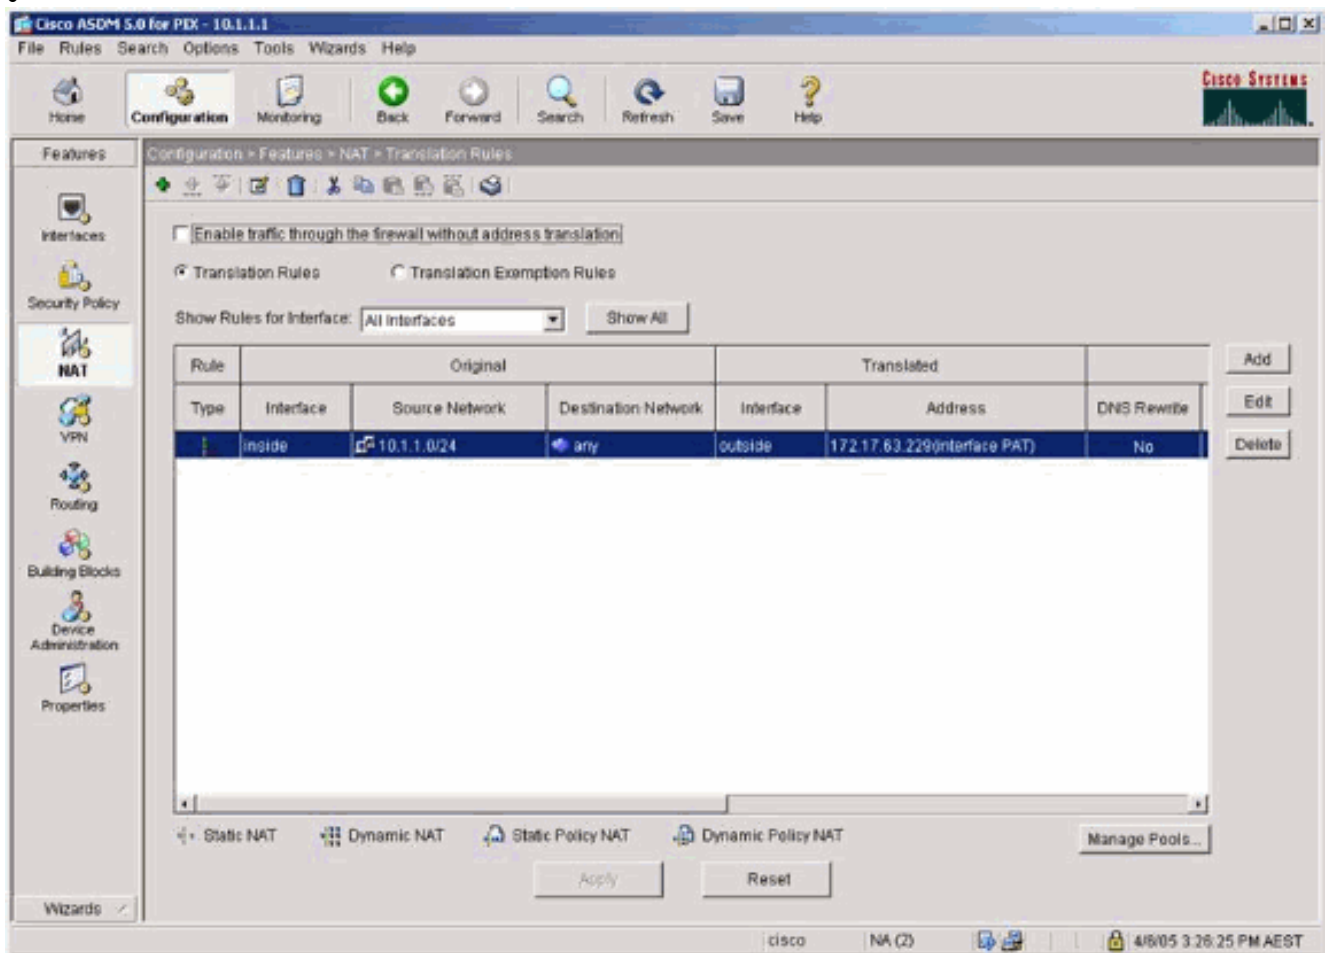 Cisco ASDM 5.0 for PIX - 10.1.1.1
File Rules Search Options Tools Wizards Help
Home Configuration Monitoring Back Forward Search Refresh Save Help
CISCO SYSTEMS
Features
Configuration > Features > NAT > Translation Rules
Interfaces
Security Policy
NAT
VPN
Routing
Building Blocks
Device
Administration
Properties
Wizards
Enable traffic through the firewall without address translation
Translation Rules Translation Exemption Rules
Show Rules for Interface: All Interfaces Show All
Rule Original Translated
Type Interface Source Network Destination Network Interface Address DNS Rewrite
inside 10.1.1.0/24 any outside 172.17.63.229(interface PAT) No
Add
Edit
Delete
Static NAT Dynamic NAT Static Policy NAT Dynamic Policy NAT
Manage Pools...
Apply Reset
cisco NA (2) 4/6/05 3:26:25 PM AEST